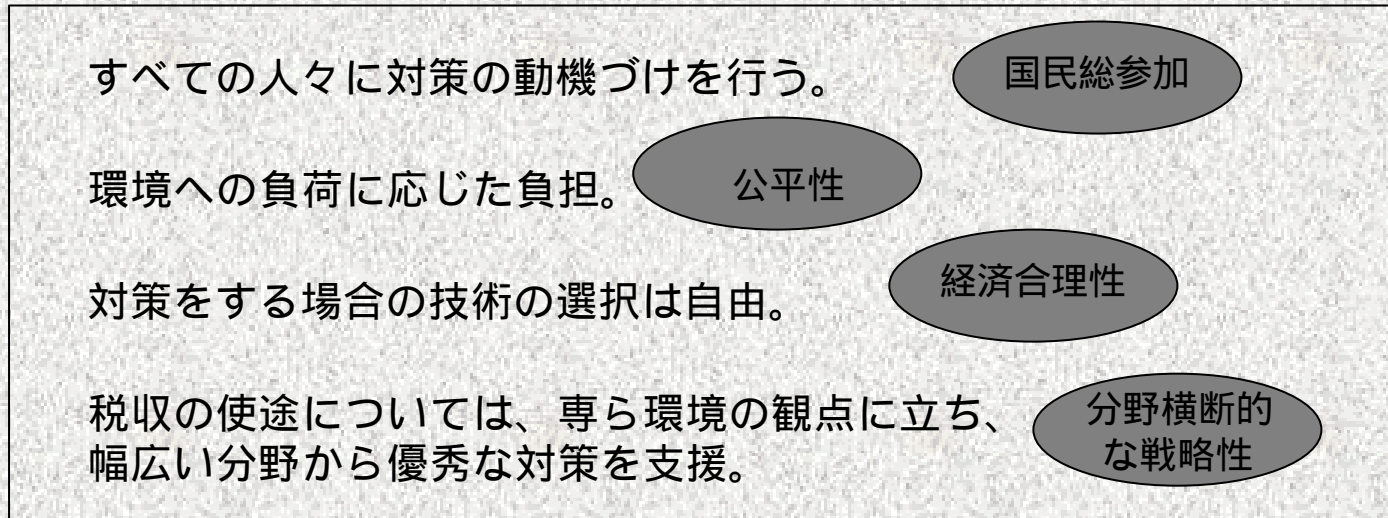 すべての人々に対策の動機づけを行う。
国民総参加
環境への負荷に応じた負担。
公平性
対策をする場合の技術の選択は自由。
経済合理性
税収の使途については、専ら環境の観点に立ち、
幅広い分野から優秀な対策を支援。
分野横断的
な戦略性